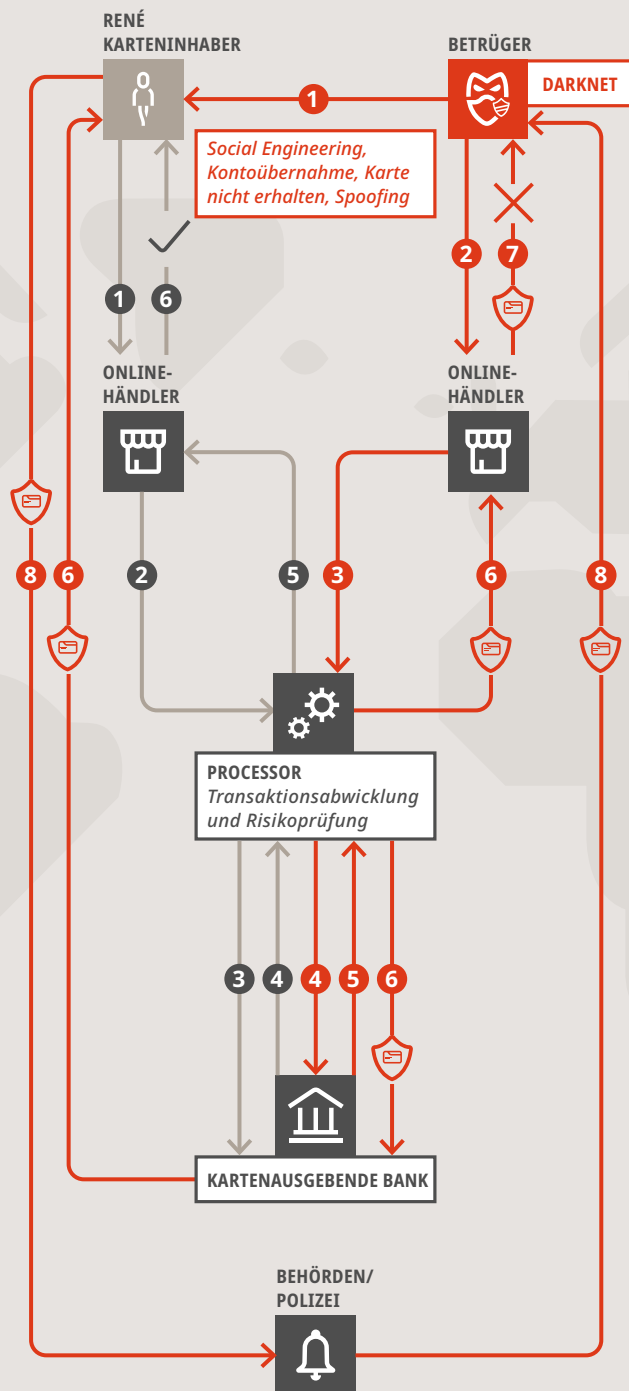 RENÉ
KARTENINHABER
BETRÜGER
DARKNET
1
Social Engineering,
Kontoübernahme, Karte
nicht erhalten, Spoofing
2
7
1
6
ONLINE-
HÄNDLER
ONLINE-
HÄNDLER
8
6
2
5
3
6
8
PROCESSOR
Transaktionsabwicklung
und Risikoprüfung
3
4
4
5
6
KARTENAUSGEBENDE BANK
BEHÖRDEN/
POLIZEI